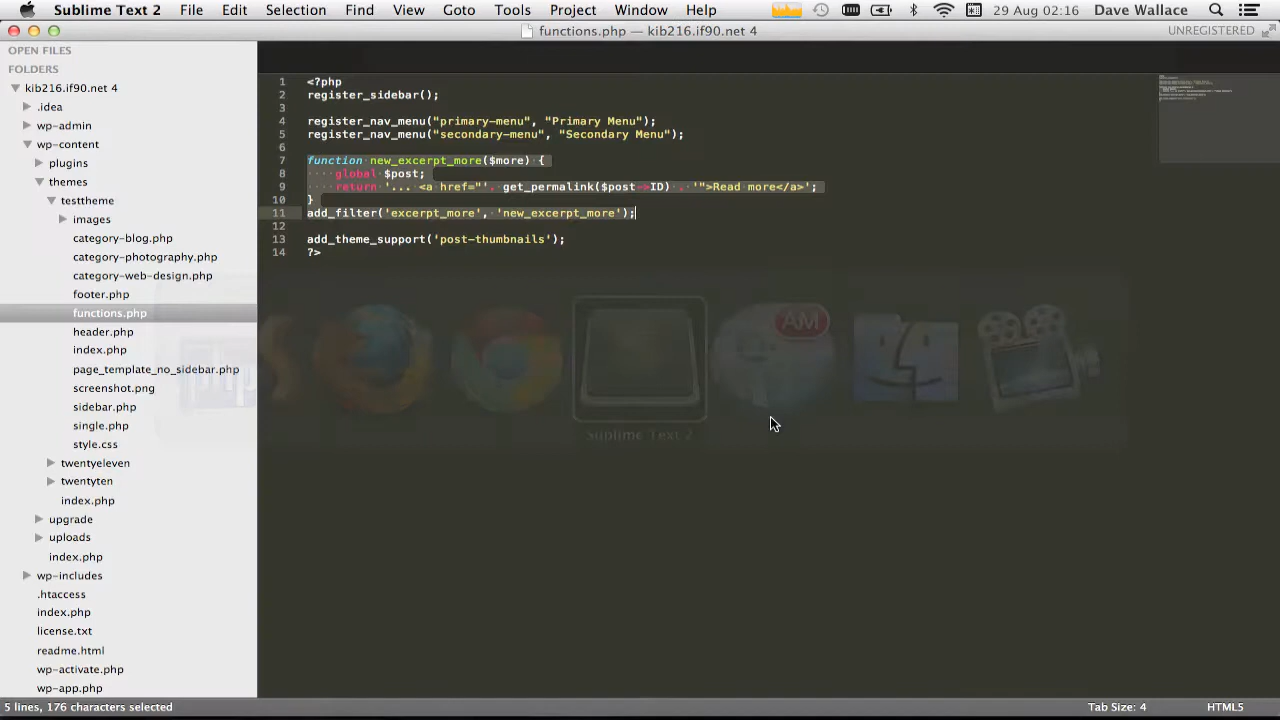 Sublime Text 2 File Edit Selection Find View Goto Tools Project Window Help 29 Aug 02:16 Dave Wallace
functions.php — kib216.if90.net 4 UNREGISTERED
OPEN FILES
FOLDERS
kib216.if90.net 4
.idea
wp-admin
wp-content
plugins
themes
testtheme
images
category-blog.php
category-photography.php
category-web-design.php
footer.php
functions.php
header.php
index.php
page_template_no_sidebar.php
screenshot.png
sidebar.php
single.php
style.css
twentyeleven
twentyten
index.php
upgrade
uploads
index.php
wp-includes
.htaccess
index.php
license.txt
readme.html
wp-activate.php
wp-app.php
1 <?php
2 register_sidebar();
3
4 register_nav_menu("primary-menu", "Primary Menu");
5 register_nav_menu("secondary-menu", "Secondary Menu");
6
7 function new_excerpt_more($more) {
8 global $post;
9 return '... <a href="'. get_permalink($post->ID) . '">Read more</a>';
10 }
11 add_filter('excerpt_more', 'new_excerpt_more');
12
13 add_theme_support('post-thumbnails');
14 ?>
AM
php
Sublime Text 2
5 lines, 176 characters selected Tab Size: 4 HTML5